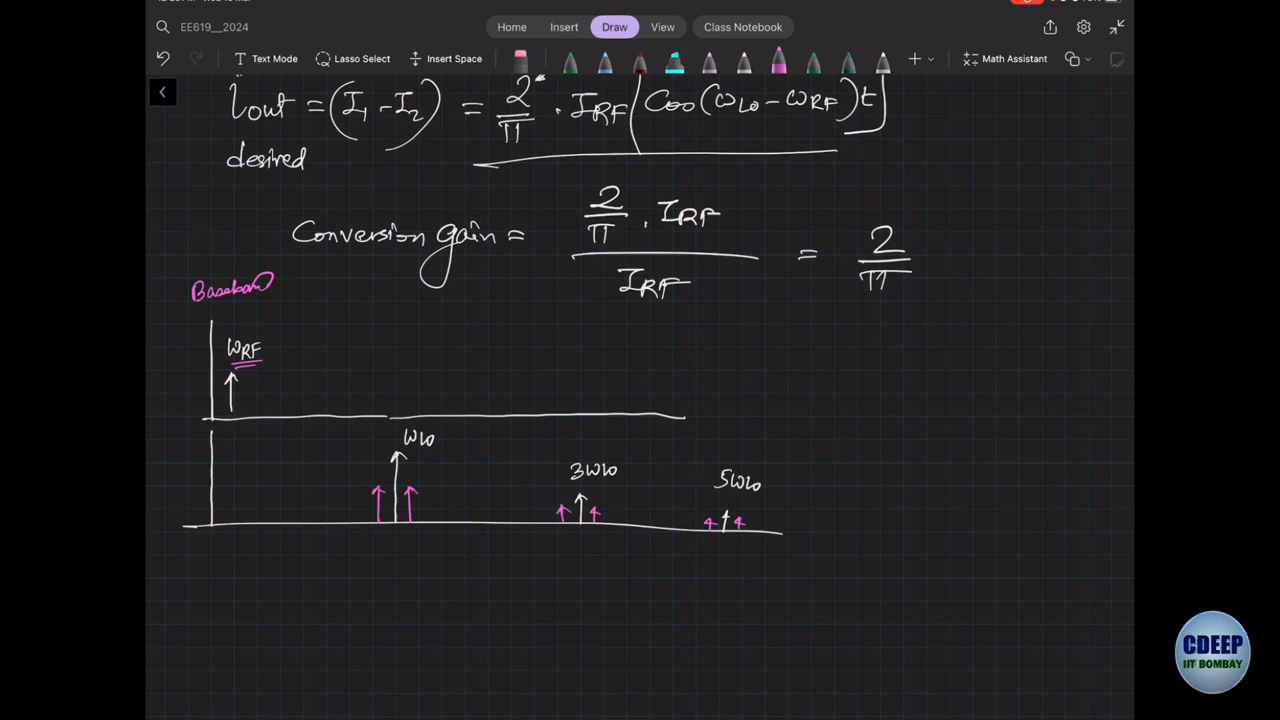 EE619__2024
Home Insert Draw View Class Notebook
Text Mode Lasso Select Insert Space Math Assistant
Iout = (I1 - I2) = 2/π · IRF [Cos(ωLO - ωRF)t]
desired
Conversion gain = 2/π . IRF / IRF = 2/π
Baseband
ωRF
ωLO
3ωLO
5ωLO
CDEEP
IIT BOMBAY